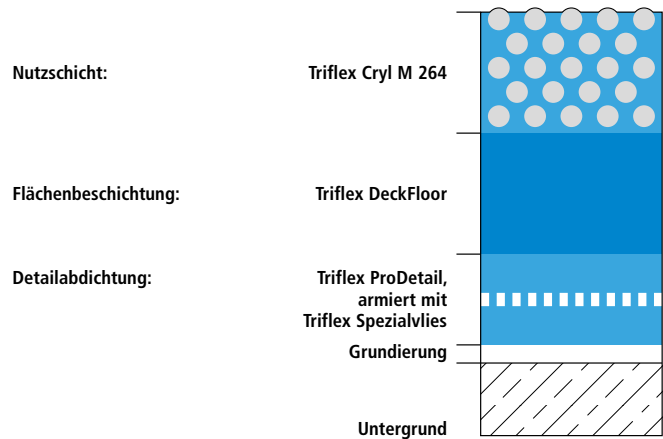 Nutzschicht: Triflex Cryl M 264
Flächenbeschichtung: Triflex DeckFloor
Detailabdichtung: Triflex ProDetail,
armiert mit
Triflex Spezialvlies
Grundierung
Untergrund